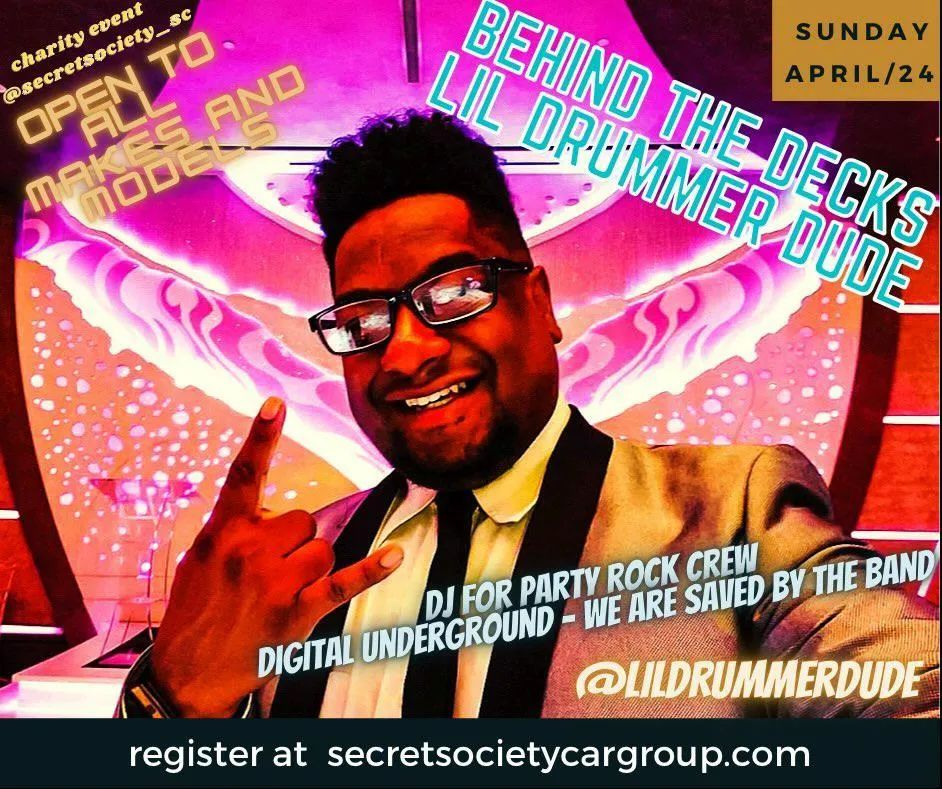 charity event
@secretsociety_sc
OPEN TO
ALL
MAKES AND
MODELS
BEHIND THE DECKS
LIL DRUMMER DUDE
SUNDAY
APRIL/24
DJ FOR PARTY ROCK CREW
DIGITAL UNDERGROUND - WE ARE SAVED BY THE BAND
@LILDRUMMERDUDE
register at secretsocietycargroup.com